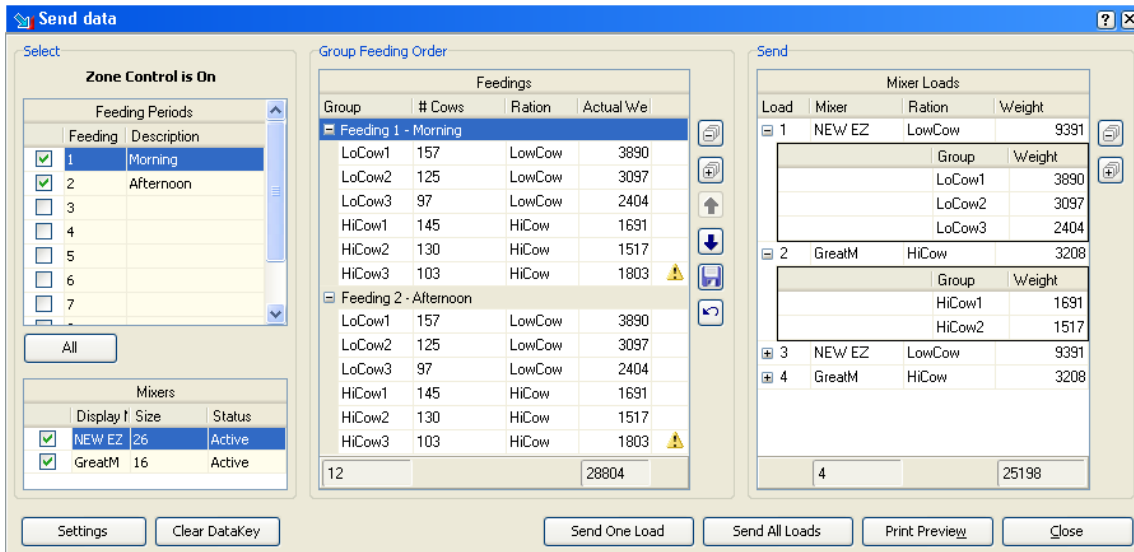 Send data
Select
Zone Control is On
Feeding Periods
Feeding Description
1 Morning
2 Afternoon
3
4
5
6
7
All
Mixers
Display N Size Status
NEW EZ 26 Active
GreatM 16 Active
Group Feeding Order
Feedings
Group # Cows Ration Actual We
Feeding 1 - Morning
LoCow1 157 LowCow 3890
LoCow2 125 LowCow 3097
LoCow3 97 LowCow 2404
HiCow1 145 HiCow 1691
HiCow2 130 HiCow 1517
HiCow3 103 HiCow 1803
Feeding 2 - Afternoon
LoCow1 157 LowCow 3890
LoCow2 125 LowCow 3097
LoCow3 97 LowCow 2404
HiCow1 145 HiCow 1691
HiCow2 130 HiCow 1517
HiCow3 103 HiCow 1803
12 28804
Send
Mixer Loads
Load Mixer Ration Weight
1 NEW EZ LowCow 9391
Group Weight
LoCow1 3890
LoCow2 3097
LoCow3 2404
2 GreatM HiCow 3208
Group Weight
HiCow1 1691
HiCow2 1517
3 NEW EZ LowCow 9391
4 GreatM HiCow 3208
4 25198
Settings Clear DataKey Send One Load Send All Loads Print Preview Close